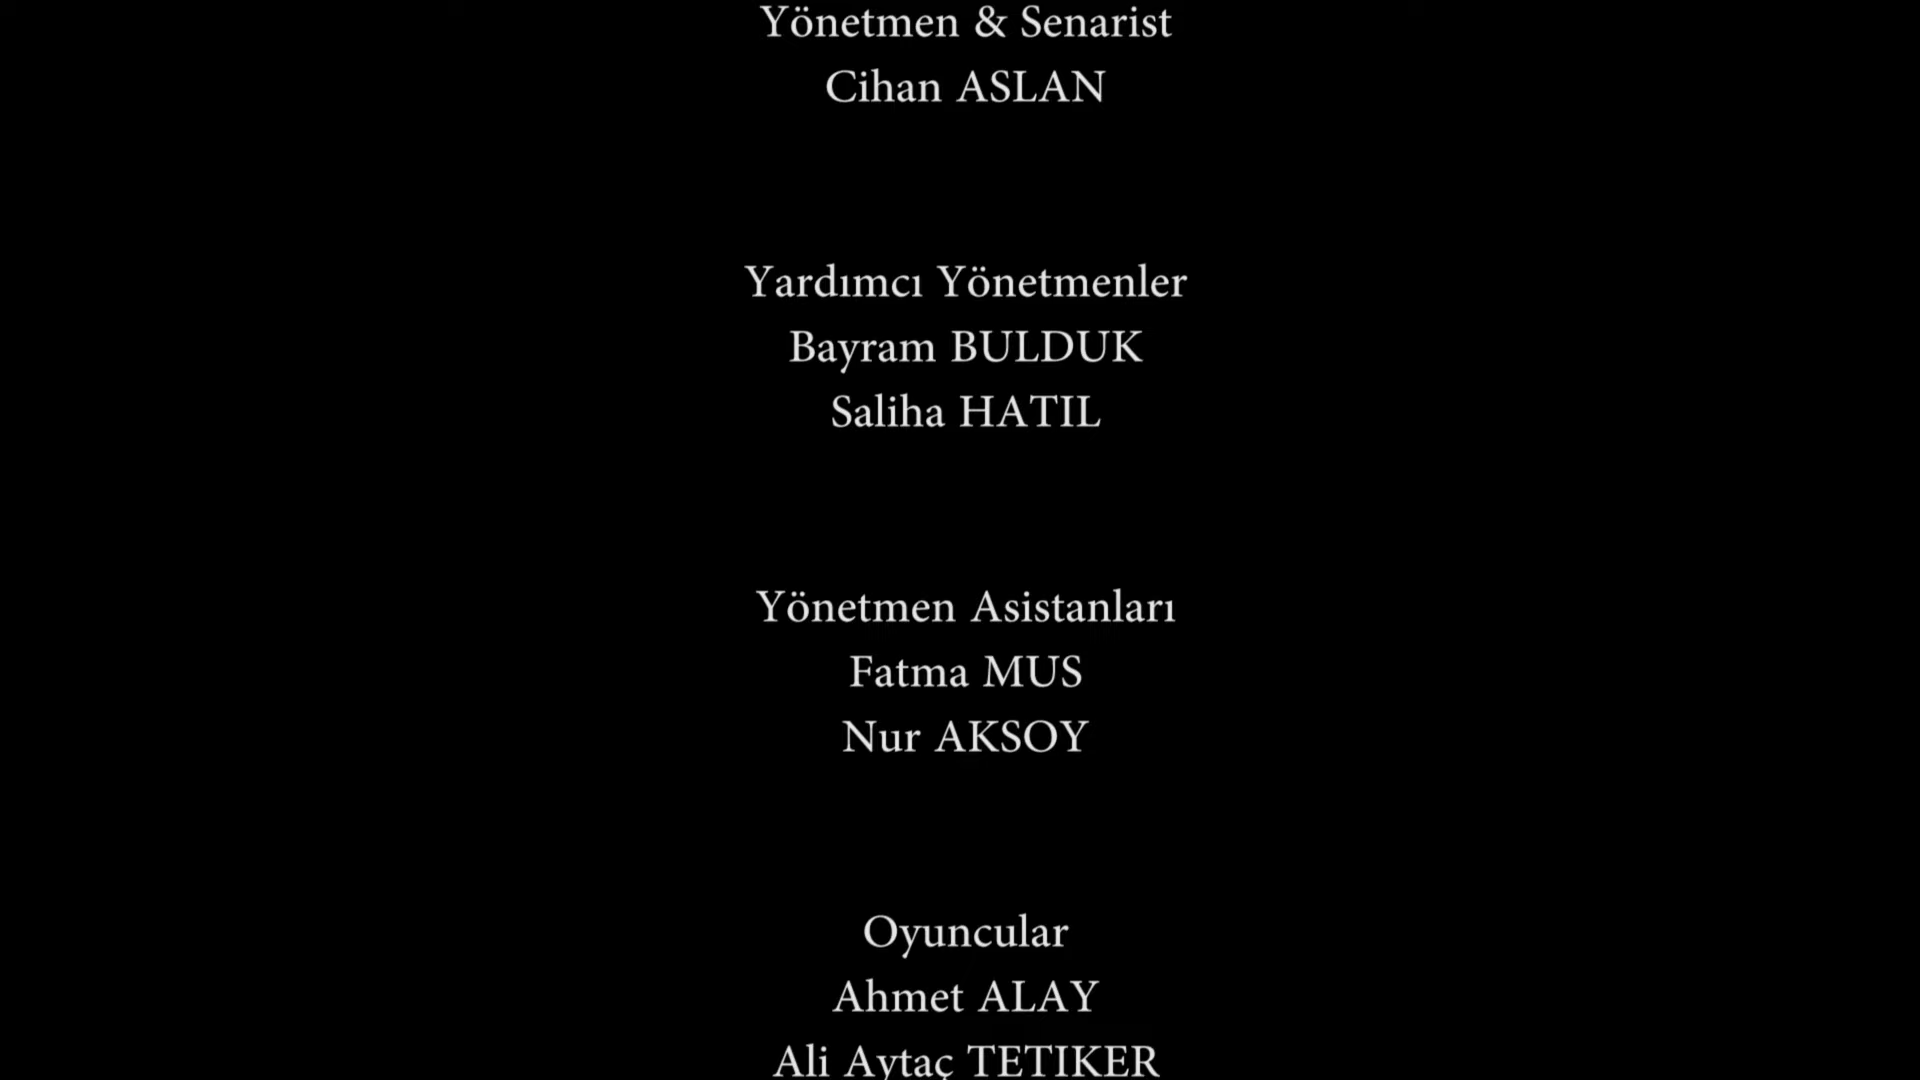 Yönetmen & Senarist
Cihan ASLAN
Yardımcı Yönetmenler
Bayram BULDUK
Saliha HATIL
Yönetmen Asistanları
Fatma MUS
Nur AKSOY
Oyuncular
Ahmet ALAY
Ali Aytaç TETIKER